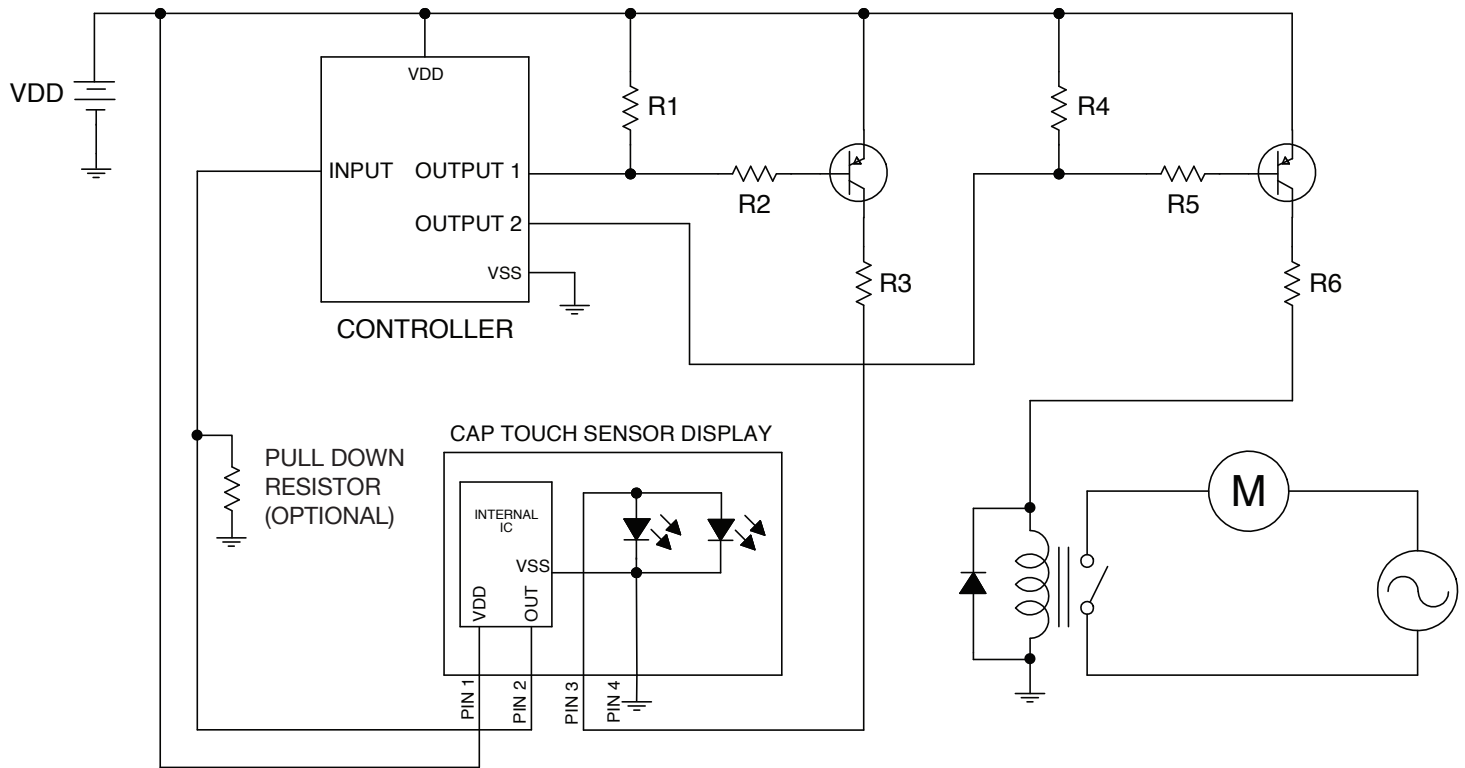 VDD
VDD
INPUT
OUTPUT 1
OUTPUT 2
VSS
CONTROLLER
R1
R2
R3
R4
R5
R6
PULL DOWN
RESISTOR
(OPTIONAL)
CAP TOUCH SENSOR DISPLAY
INTERNAL
IC
VSS
VDD
OUT
PIN 1
PIN 2
PIN 3
PIN 4
M